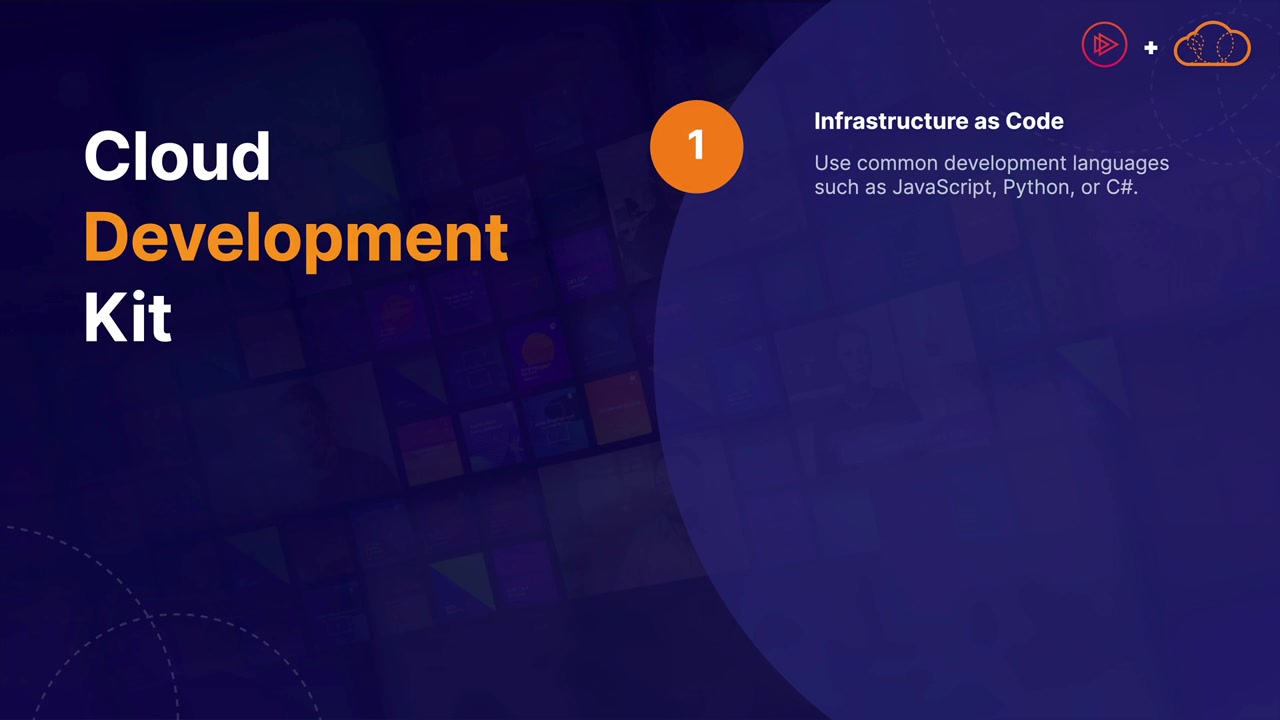 Cloud
Development
Kit
1
Infrastructure as Code
Use common development languages
such as JavaScript, Python, or C#.